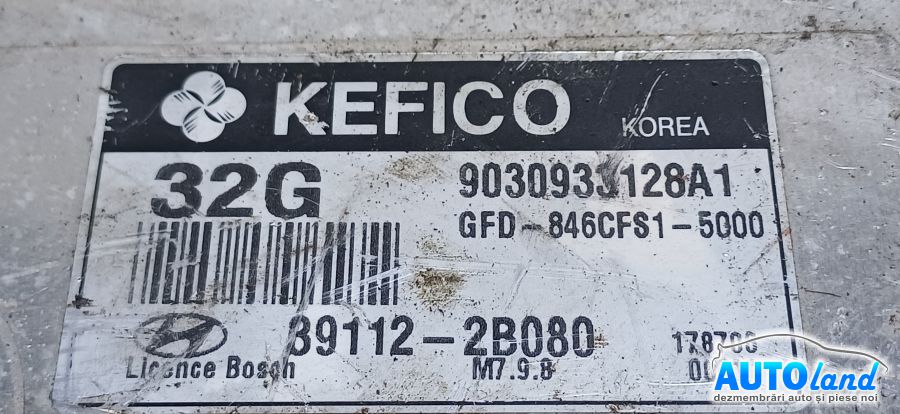 KEFICO KOREA
32G 9030933128A1
GFD-846CFS1-5000
39112-2B080
Licence Bosch M7.9.8
AUTOland
dezmembrări auto și piese noi